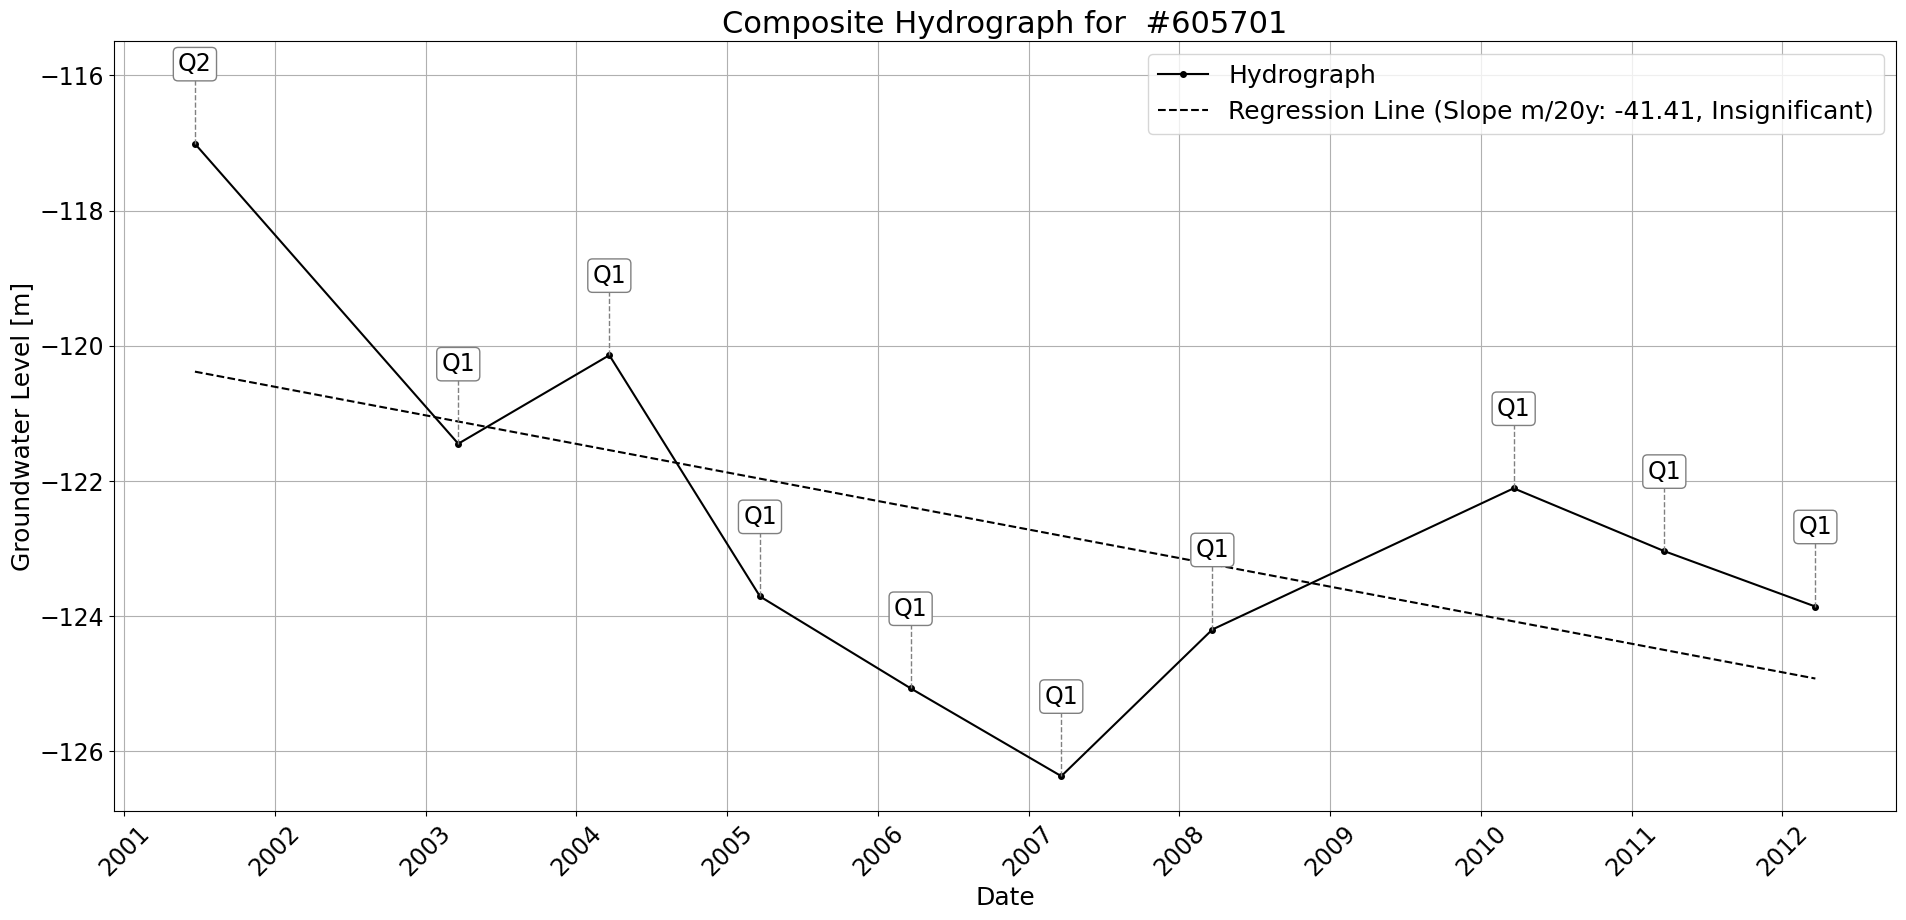 Composite Hydrograph for  #605701
Hydrograph
Regression Line (Slope m/20y: -41.41, Insignificant)
Groundwater Level [m]
−116
−118
−120
−122
−124
−126
Q2
Q1
Q1
Q1
Q1
Q1
Q1
Q1
Q1
Q1
2001
2002
2003
2004
2005
2006
2007
2008
2009
2010
2011
2012
Date